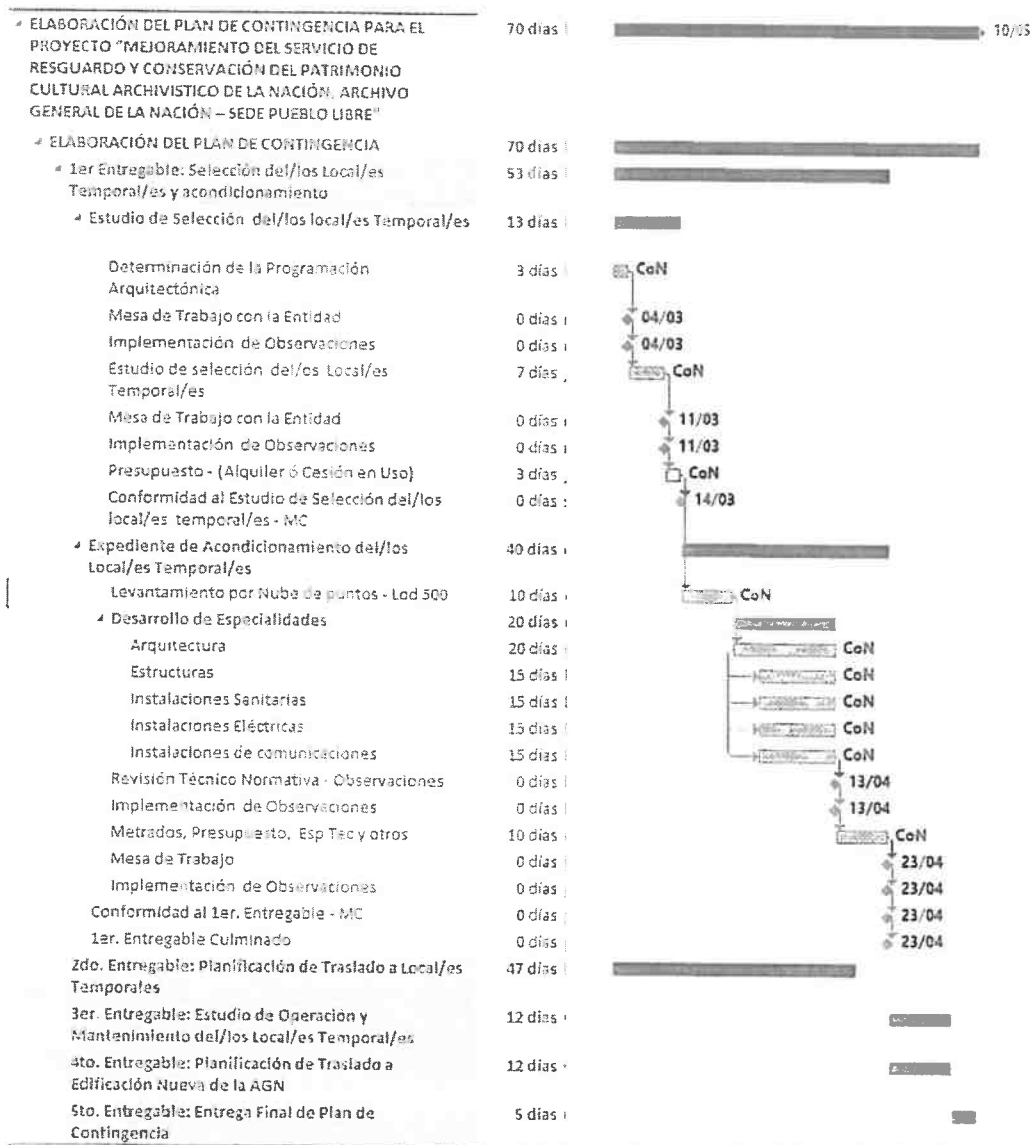 ELABORACIÓN DEL PLAN DE CONTINGENCIA PARA EL 70 días 10/05
PROYECTO "MEJORAMIENTO DEL SERVICIO DE
RESGUARDO Y CONSERVACIÓN DEL PATRIMONIO
CULTURAL ARCHIVISTICO DE LA NACIÓN, ARCHIVO
GENERAL DE LA NACIÓN – SEDE PUEBLO LIBRE"
ELABORACIÓN DEL PLAN DE CONTINGENCIA 70 días
1er Entregable: Selección del/los Local/es 53 días
Temporal/es y acondicionamiento
Estudio de Selección del/los local/es Temporal/es 13 días
Determinación de la Programación 3 días CoN
Arquitectónica
Mesa de Trabajo con la Entidad 0 días 04/03
Implementación de Observaciones 0 días 04/03
Estudio de selección del/os Local/es 7 días CoN
Temporal/es
Mesa de Trabajo con la Entidad 0 días 11/03
Implementación de Observaciones 0 días 11/03
Presupuesto - (Alquiler ó Cesión en Uso) 3 días CoN
Conformidad al Estudio de Selección del/los 0 días 14/03
local/es temporal/es - MC
Expediente de Acondicionamiento del/los 40 días
Local/es Temporal/es
Levantamiento por Nube de puntos - Lod 500 10 días CoN
Desarrollo de Especialidades 20 días
Arquitectura 20 días CoN
Estructuras 15 días CoN
Instalaciones Sanitarias 15 días CoN
Instalaciones Eléctricas 15 días CoN
Instalaciones de comunicaciones 15 días CoN
Revisión Técnico Normativa - Observaciones 0 días 13/04
Implementación de Observaciones 0 días 13/04
Metrados, Presupuesto, Esp Tec y otros 10 días CoN
Mesa de Trabajo 0 días 23/04
Implementación de Observaciones 0 días 23/04
Conformidad al 1er. Entregable - MC 0 días 23/04
1er. Entregable Culminado 0 días 23/04
2do. Entregable: Planificación de Traslado a Local/es 47 días
Temporales
3er. Entregable: Estudio de Operación y 12 días
Mantenimiento del/los Local/es Temporal/es
4to. Entregable: Planificación de Traslado a 12 días
Edificación Nueva de la AGN
5to. Entregable: Entrega Final de Plan de 5 días
Contingencia